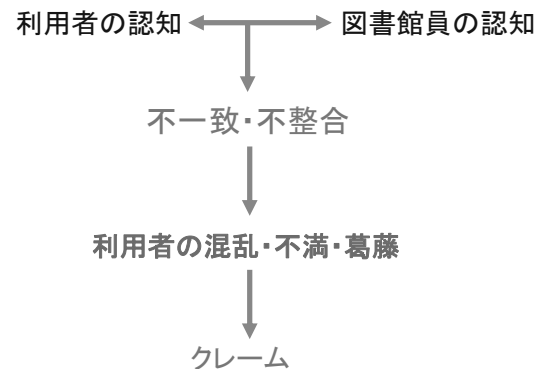 利用者の認知 図書館員の認知
不一致・不整合
利用者の混乱・不満・葛藤
クレーム